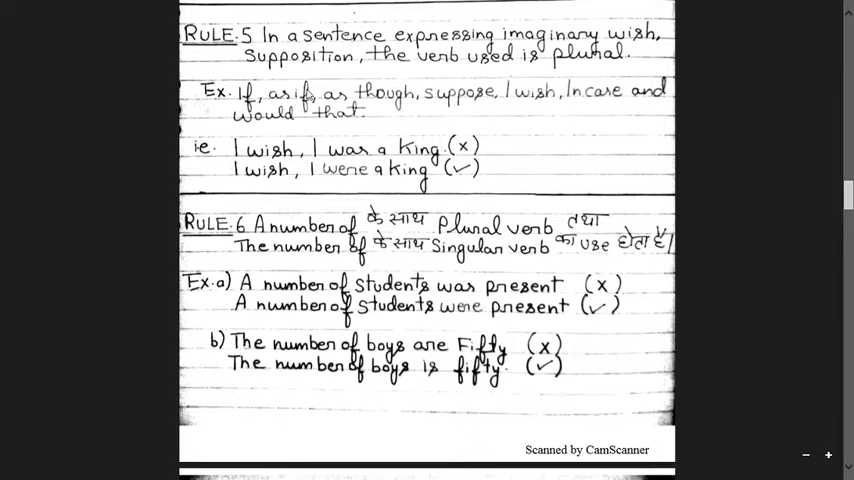 RULE.5 In a sentence expressing imaginary wish,
supposition, the verb used is plural.
Ex. If, as if, as though, suppose, I wish, In case and
would that.
ie. I wish, I was a king. (x)
I wish, I were a king (✓)
RULE.6 A number of के साथ Plural verb तथा
The number of के साथ Singular verb का use होता है।
Ex.a) A number of students was present (x)
A number of students were present (✓)
b) The number of boys are Fifty (x)
The number of boys is fifty. (✓)
Scanned by CamScanner